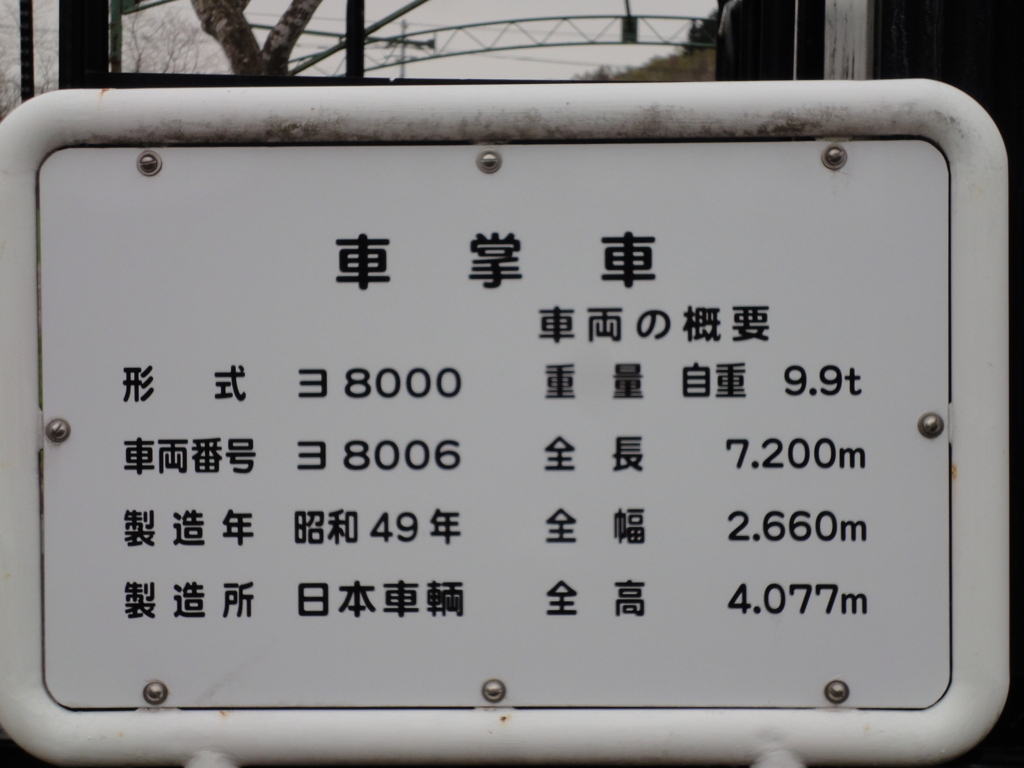 車掌車
車両の概要
形式 ヨ8000 重量 自重 9.9t
車両番号 ヨ8006 全長 7.200m
製造年 昭和49年 全幅 2.660m
製造所 日本車輌 全高 4.077m